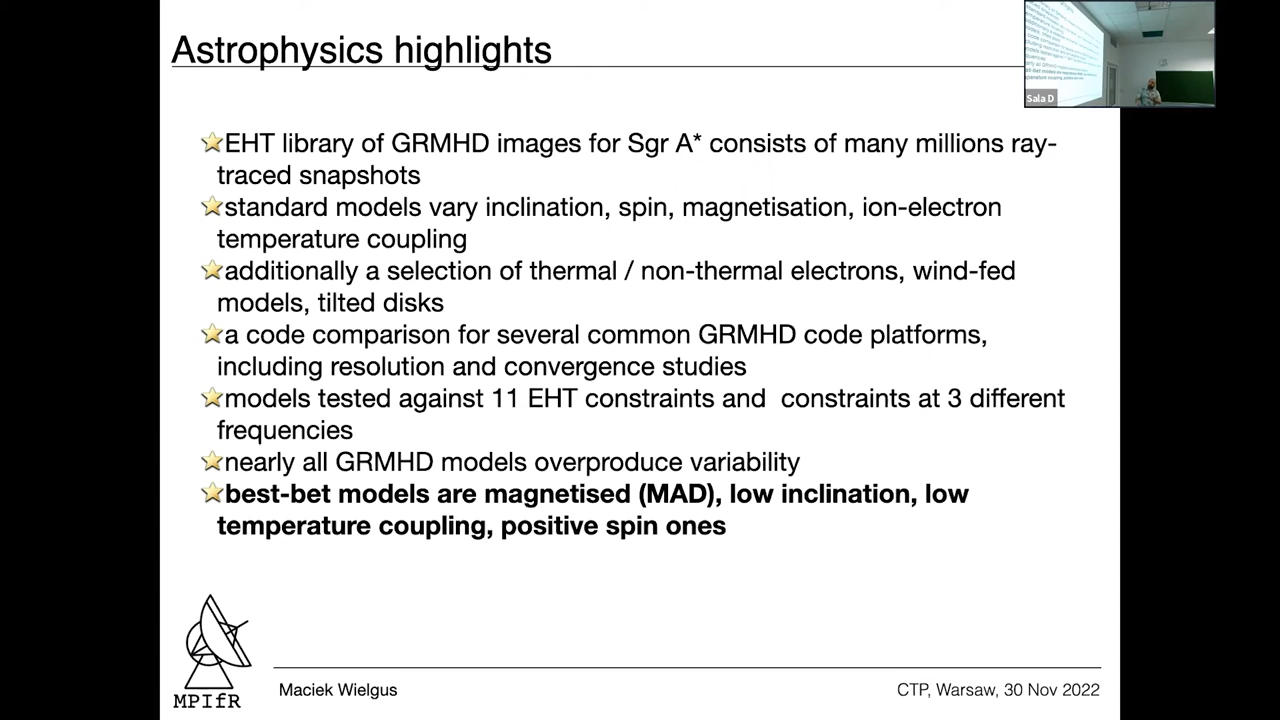 Astrophysics highlights
Sala D
⭐EHT library of GRMHD images for Sgr A* consists of many millions ray-
traced snapshots
⭐standard models vary inclination, spin, magnetisation, ion-electron
temperature coupling
⭐additionally a selection of thermal / non-thermal electrons, wind-fed
models, tilted disks
⭐a code comparison for several common GRMHD code platforms,
including resolution and convergence studies
⭐models tested against 11 EHT constraints and  constraints at 3 different
frequencies
⭐nearly all GRMHD models overproduce variability
⭐best-bet models are magnetised (MAD), low inclination, low
temperature coupling, positive spin ones
MPIfR
Maciek Wielgus
CTP, Warsaw, 30 Nov 2022